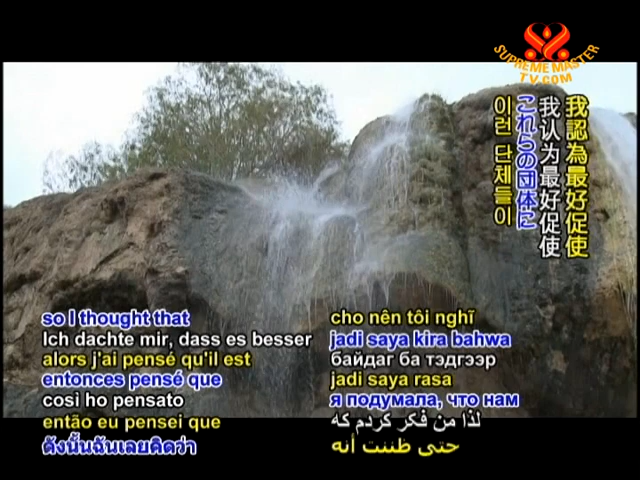 SUPREME MASTER
TV.COM
我認為最好促使
我认为最好促使
これらの団体に
이런 단체들이
so I thought that
Ich dachte mir, dass es besser
alors j'ai pensé qu'il est
entonces pensé que
così ho pensato
então eu pensei que
ดังนั้นฉันเลยคิดว่า
cho nên tôi nghĩ
jadi saya kira bahwa
байдаг ба тэдгээр
jadi saya rasa
я подумала, что нам
لذا من فکر کردم که
حتى ظننت أنه